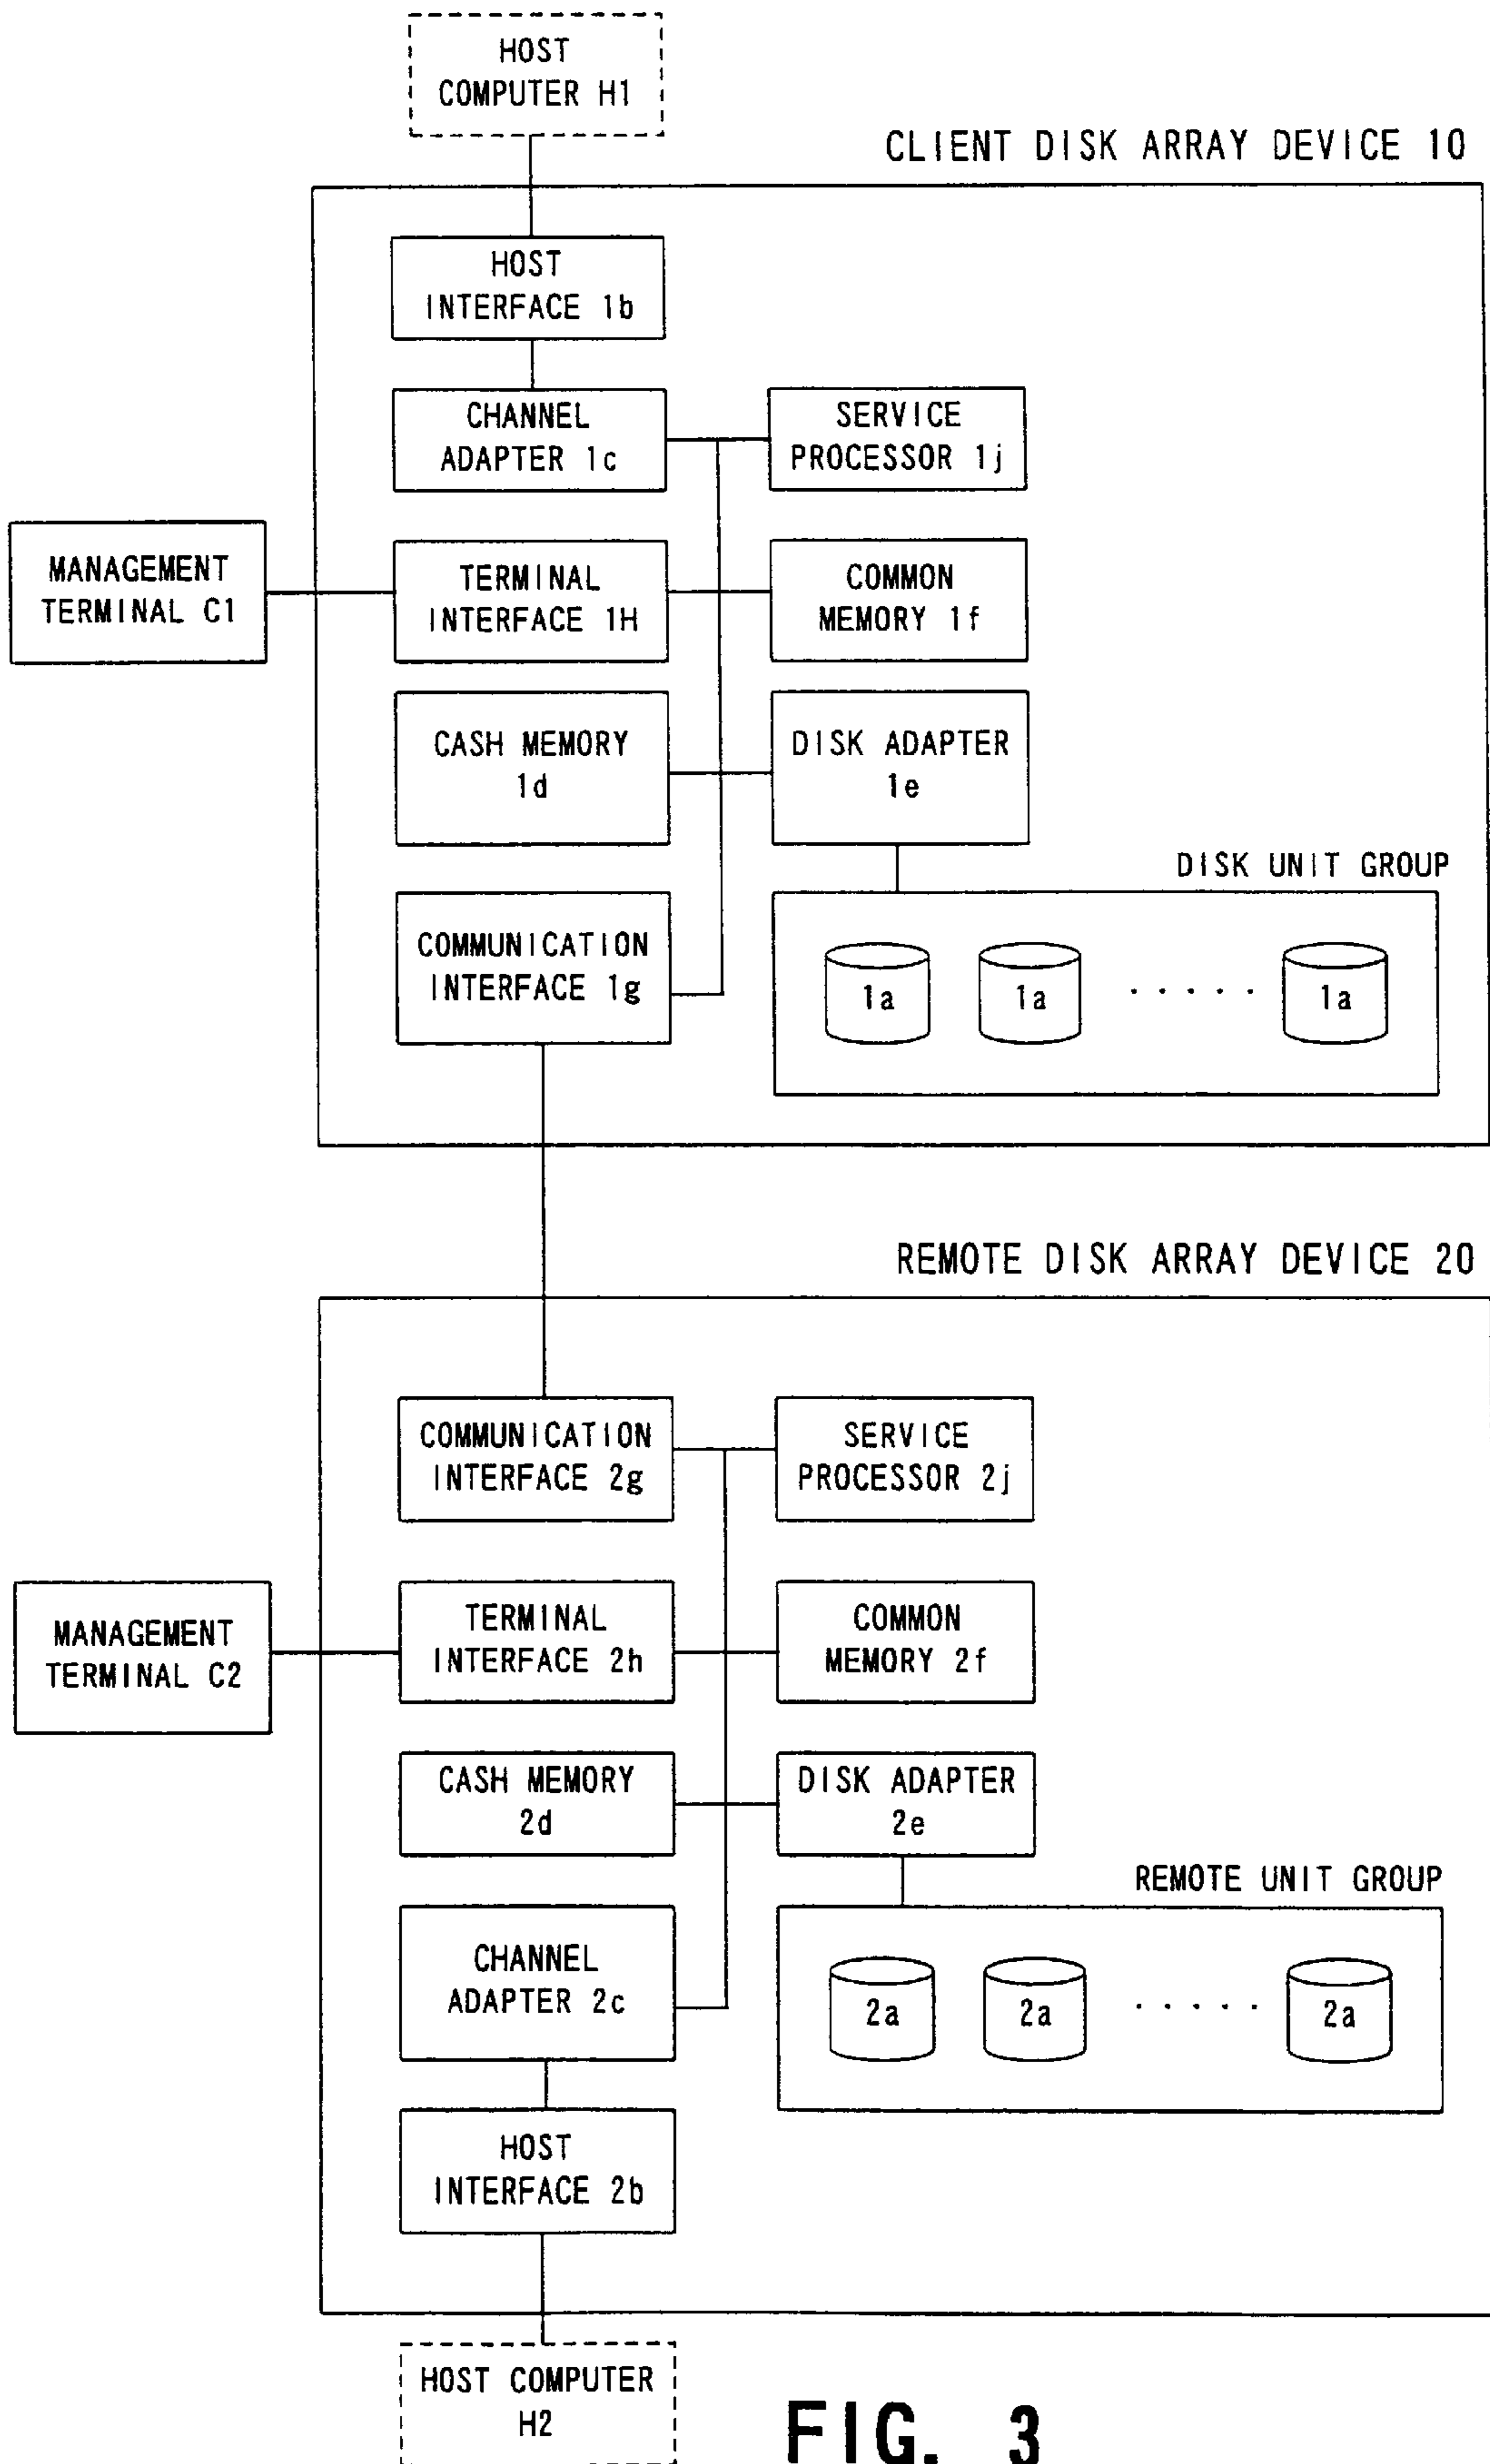 HOST
COMPUTER H1
CLIENT DISK ARRAY DEVICE 10
HOST
INTERFACE 1b
CHANNEL
ADAPTER 1c
SERVICE
PROCESSOR 1j
MANAGEMENT
TERMINAL C1
TERMINAL
INTERFACE 1H
COMMON
MEMORY 1f
CASH MEMORY
1d
DISK ADAPTER
1e
DISK UNIT GROUP
COMMUNICATION
INTERFACE 1g
1a
1a
.....
1a
REMOTE DISK ARRAY DEVICE 20
COMMUNICATION
INTERFACE 2g
SERVICE
PROCESSOR 2j
MANAGEMENT
TERMINAL C2
TERMINAL
INTERFACE 2h
COMMON
MEMORY 2f
CASH MEMORY
2d
DISK ADAPTER
2e
REMOTE UNIT GROUP
CHANNEL
ADAPTER 2c
2a
2a
.....
2a
HOST
INTERFACE 2b
HOST COMPUTER
H2
FIG. 3